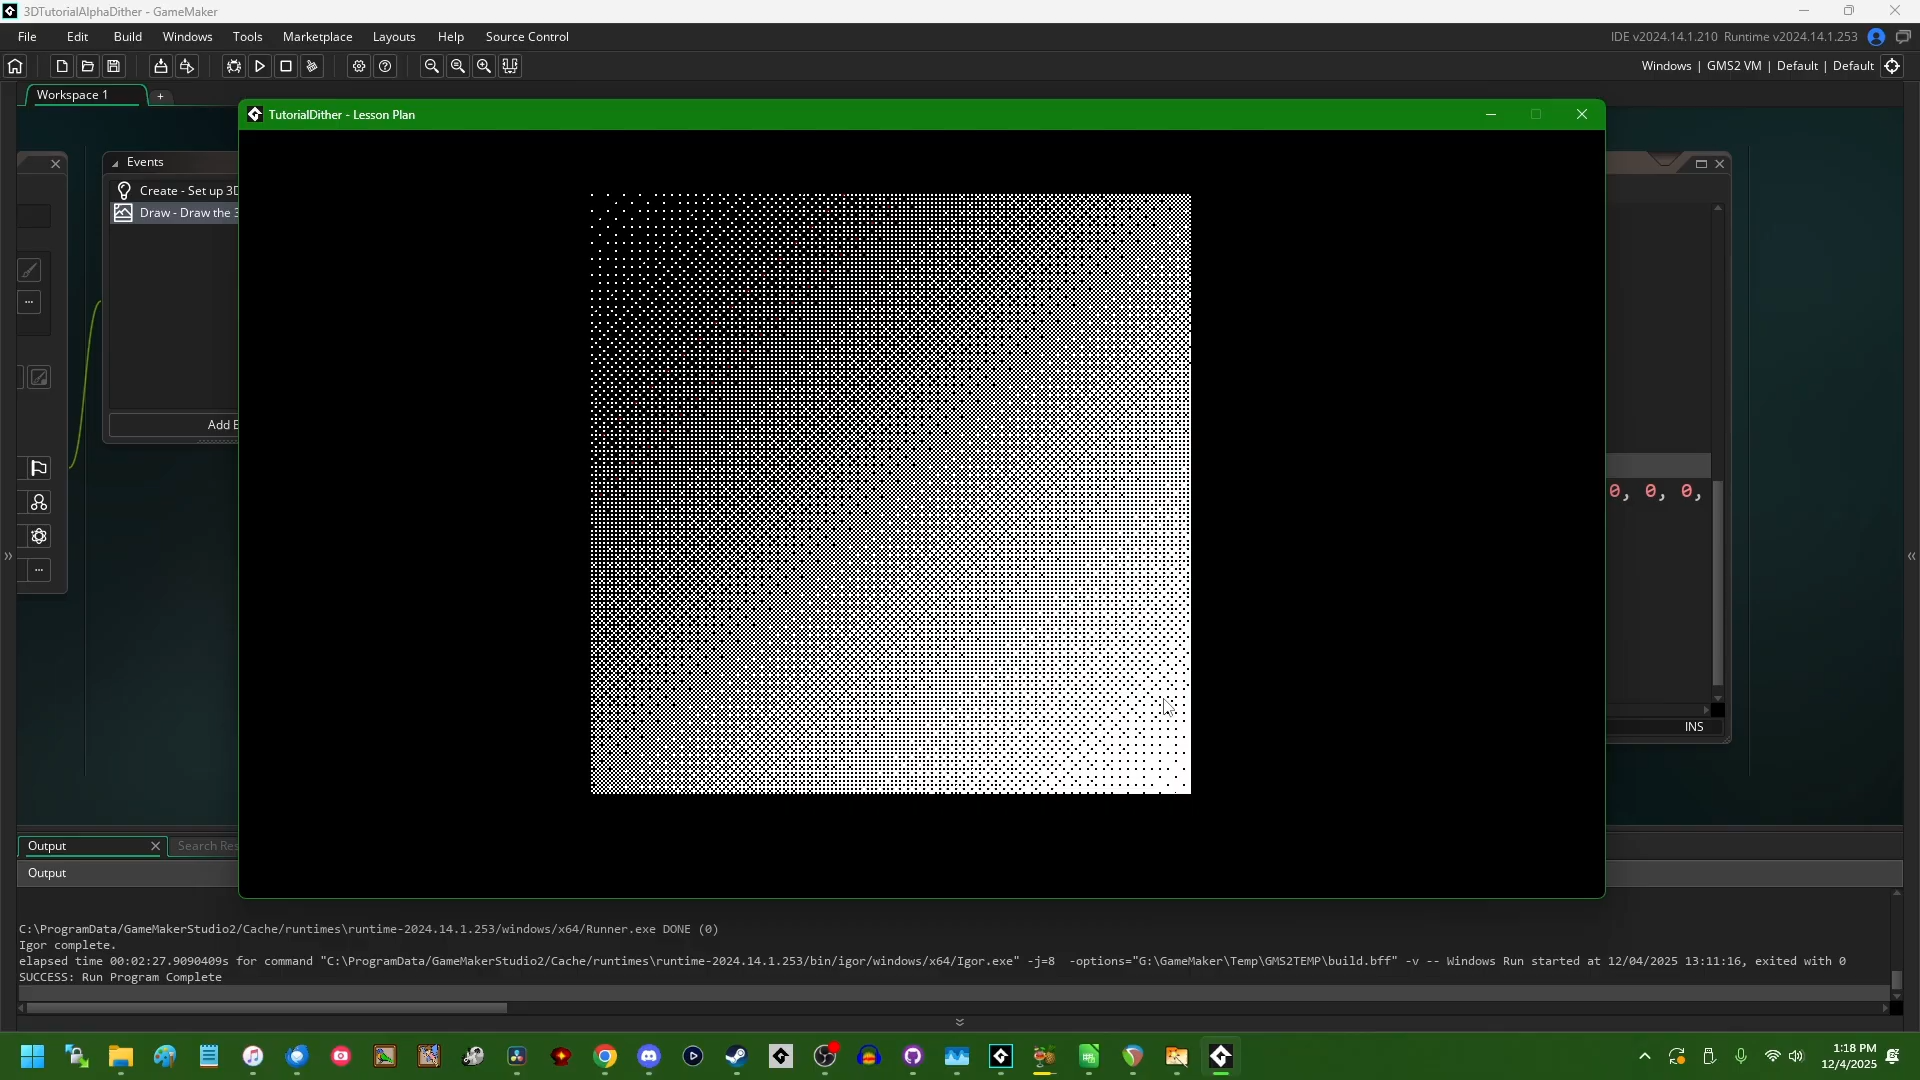 3DTutorialAlphaDither - GameMaker
File Edit Build Windows Tools Marketplace Layouts Help Source Control
IDE v2024.14.1.210 Runtime v2024.14.1.253
Windows | GMS2 VM | Default | Default
Workspace 1
TutorialDither - Lesson Plan
Events
Create - Set up 3D
Draw - Draw the 3
Add E
0, 0, 0,
INS
Output
Search Res
Output
C:\ProgramData/GameMakerStudio2/Cache/runtimes\runtime-2024.14.1.253/windows/x64/Runner.exe DONE (0)
Igor complete.
elapsed time 00:02:27.9090409s for command "C:\ProgramData/GameMakerStudio2/Cache/runtimes\runtime-2024.14.1.253/bin/igor/windows/x64/Igor.exe" -j=8  -options="G:\GameMaker\Temp\GMS2TEMP\build.bff" -v -- Windows Run started at 12/04/2025 13:11:16, exited with 0
SUCCESS: Run Program Complete
1:18 PM
12/4/2025